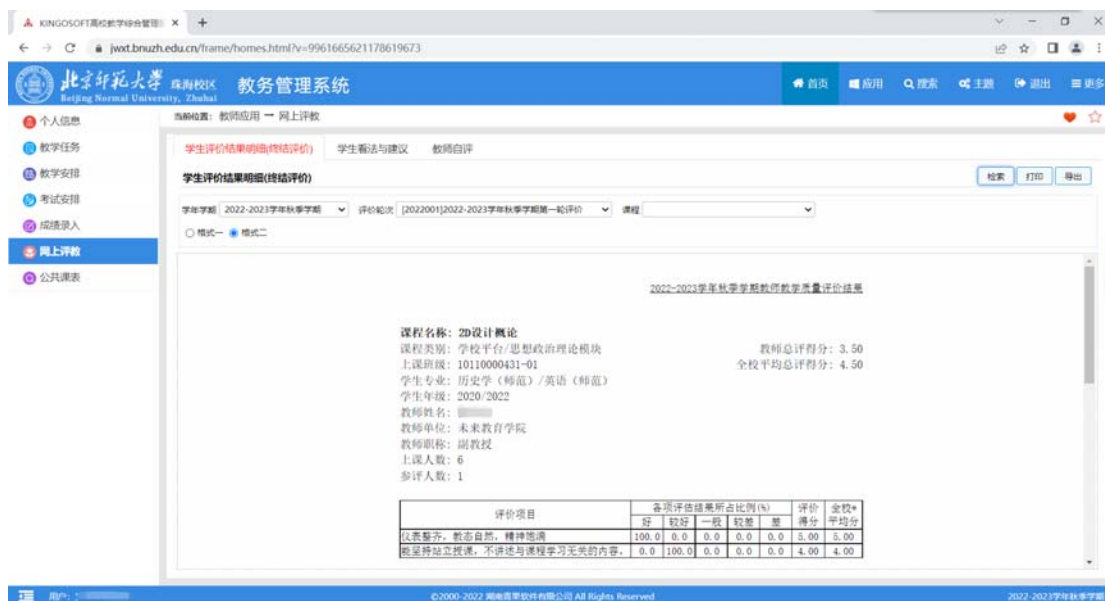 KINGOSOFT高校教学综合管理
jwxt.bnuzh.edu.cn/frame/homes.html?v=9961665621178619673
北京师范大学 珠海校区 教务管理系统
Beijing Normal University, Zhuhai
首页 应用 搜索 主题 退出 更多
当前位置: 教师应用 → 网上评教
个人信息
教学任务
教学安排
考试安排
成绩录入
网上评教
公共课表
学生评价结果明细(终结评价) 学生看法与建议 教师自评
学生评价结果明细(终结评价) 检索 打印 导出
学年学期 2022-2023学年秋季学期 评价轮次 [2022001]2022-2023学年秋季学期第一轮评价 课程
格式一 格式二
2022-2023学年秋季学期教师教学质量评价结果
课程名称: 2D设计概论
课程类别: 学校平台/思想政治理论模块 教师总评得分: 3.50
上课班级: 10110000431-01 全校平均总评得分: 4.50
学生专业: 历史学（师范）/英语（师范）
学生年级: 2020/2022
教师姓名:
教师单位: 未来教育学院
教师职称: 副教授
上课人数: 6
参评人数: 1
评价项目 各项评估结果所占比例(%) 评价得分 全校*平均分
好 较好 一般 较差 差
仪表整齐, 教态自然, 精神饱满 100.0 0.0 0.0 0.0 0.0 5.00 5.00
能坚持站立授课, 不讲述与课程学习无关的内容, 0.0 100.0 0.0 0.0 0.0 4.00 4.00
用户:
©2000-2022 湖南青果软件有限公司 All Rights Reserved
2022-2023学年秋季学期